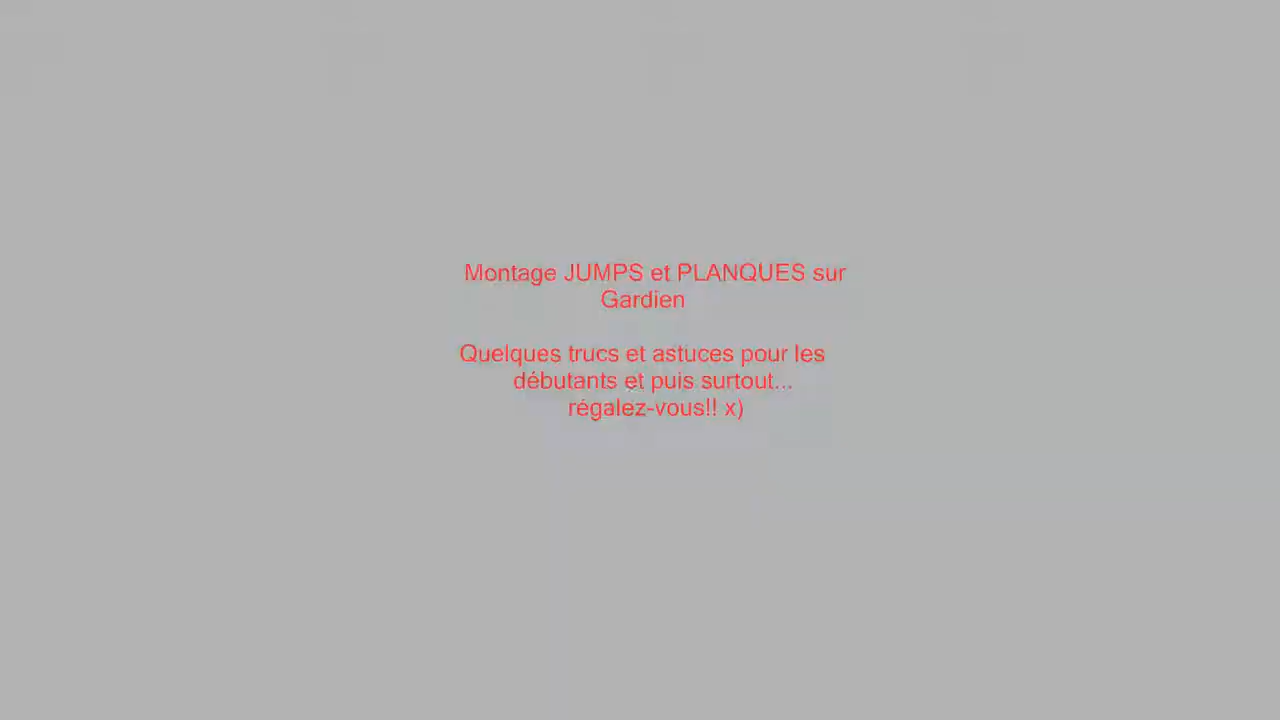 Montage JUMPS et PLANQUES sur
Gardien
Quelques trucs et astuces pour les
débutants et puis surtout...
régalez-vous!! x)